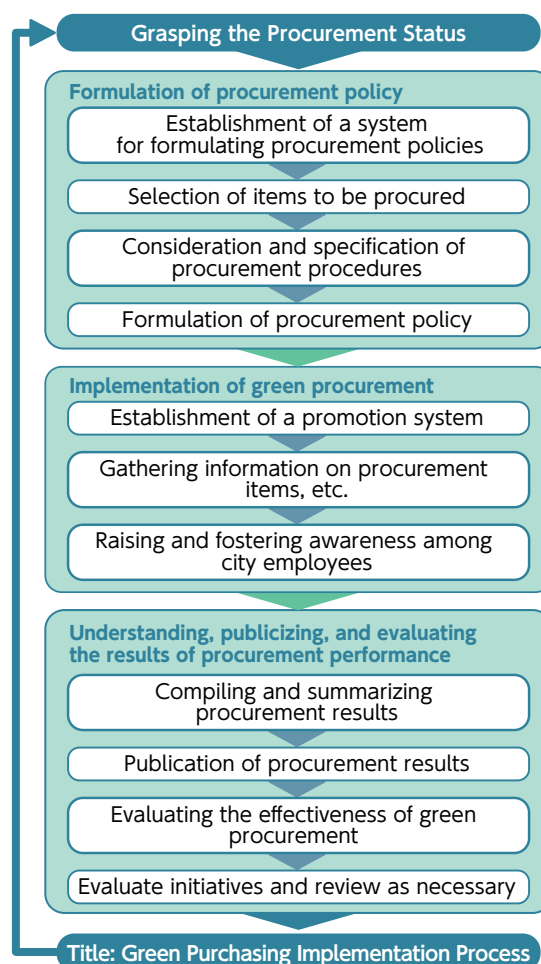 Grasping the Procurement Status
Formulation of procurement policy
Establishment of a system
for formulating procurement policies
Selection of items to be procured
Consideration and specification of
procurement procedures
Formulation of procurement policy
Implementation of green procurement
Establishment of a promotion system
Gathering information on procurement
items, etc.
Raising and fostering awareness among
city employees
Understanding, publicizing, and evaluating
the results of procurement performance
Compiling and summarizing
procurement results
Publication of procurement results
Evaluating the effectiveness of green
procurement
Evaluate initiatives and review as necessary
Title: Green Purchasing Implementation Process